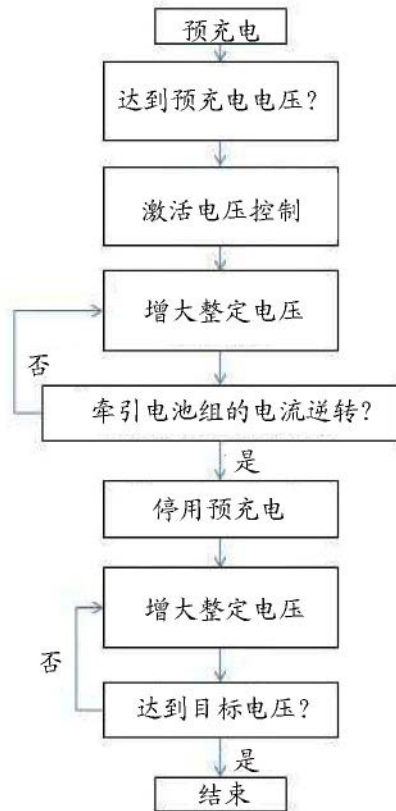 预充电
达到预充电电压?
激活电压控制
增大整定电压
否
牵引电池组的电流逆转?
是
停用预充电
增大整定电压
否
达到目标电压?
是
结束